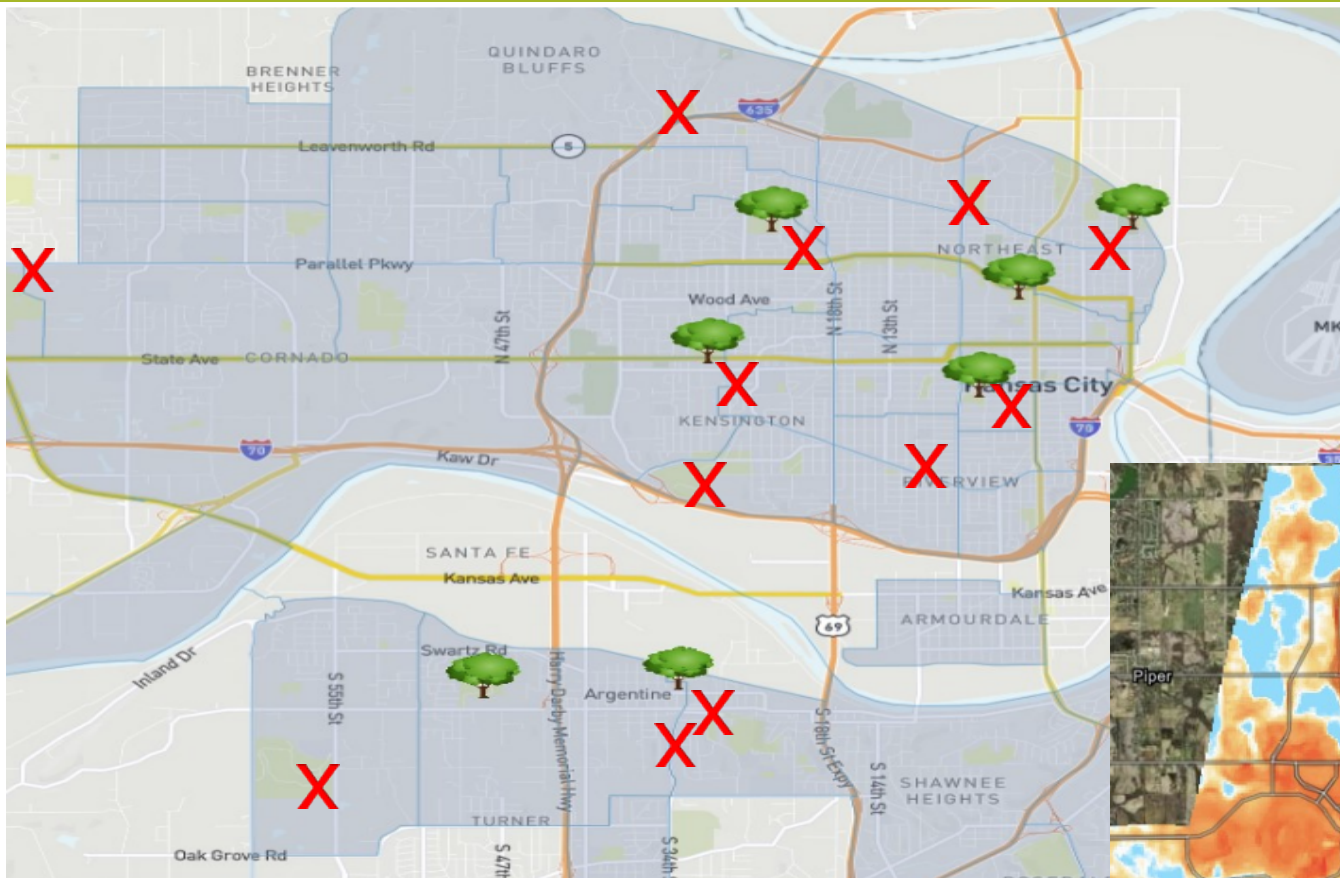 QUINDARO
BLUFFS
BRENNER
HEIGHTS
635
Leavenworth Rd
5
X
X
X
X
X
NORTHEAST
Parallel Pkwy
Wood Ave
N 47th St
N 18th St
N 13th St
MK
State Ave
CORNADO
X
Kansas City
X
KENSINGTON
70
70
Kaw Dr
X
X
RIVERVIEW
SANTA FE
Kansas Ave
Kansas Ave
69
ARMOURDALE
Inland Dr
Swartz Rd
S 55th St
Harry Darby Memorial Hwy
Argentine
X
X
X
S 18th St Expy
S 14th St
SHAWNEE
HEIGHTS
TURNER
Oak Grove Rd
S 47th
S 34th St
Piper